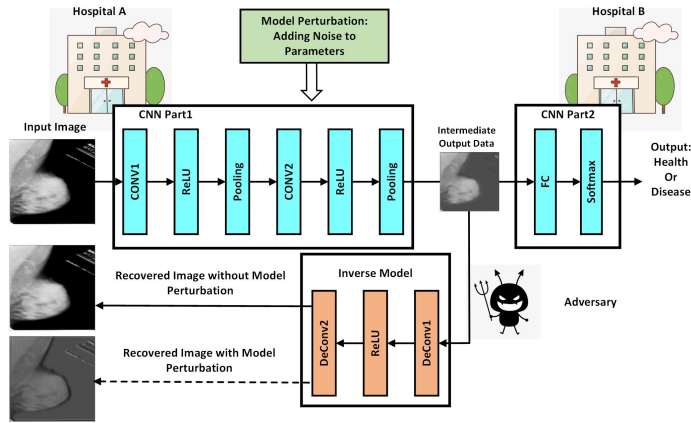 Hospital A
Model Perturbation:
Adding Noise to
Parameters
Hospital B
Input Image
CNN Part1
CONV1
ReLU
Pooling
CONV2
ReLU
Pooling
Intermediate
Output Data
CNN Part2
FC
Softmax
Output:
Health
Or
Disease
Recovered Image without Model
Perturbation
Inverse Model
DeConv2
ReLU
DeConv1
Adversary
Recovered Image with Model
Perturbation